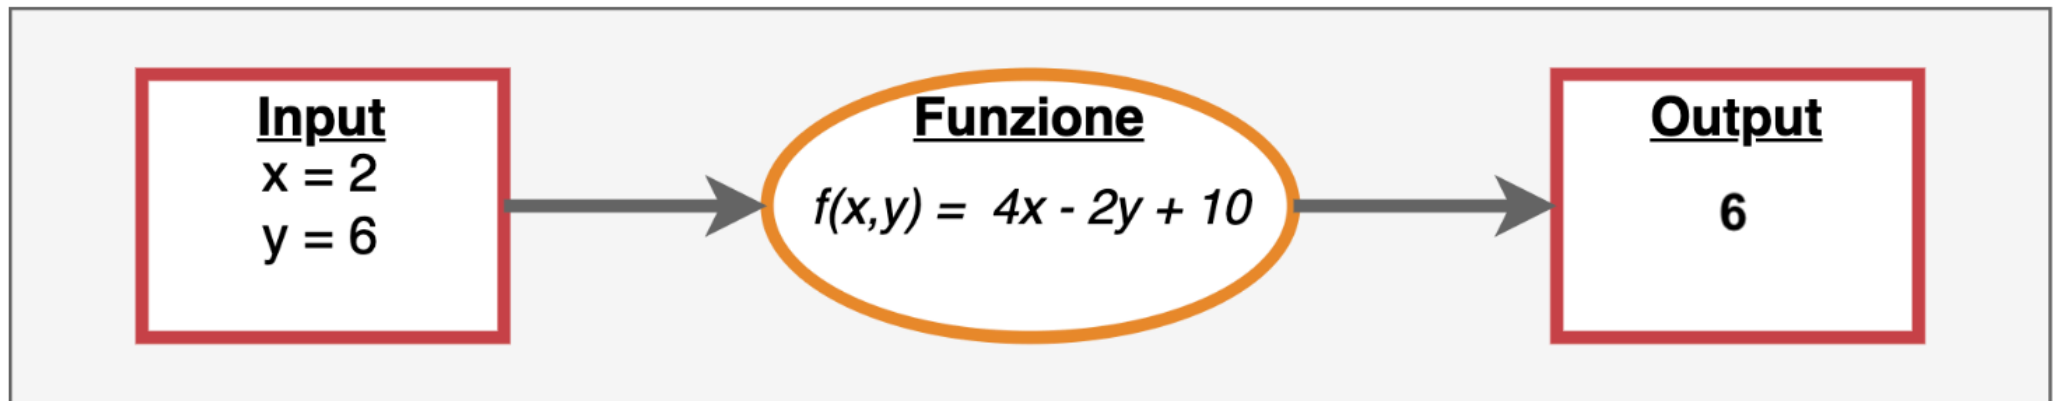 Input
x = 2
y = 6
Funzione
f(x,y) = 4x - 2y + 10
Output
6